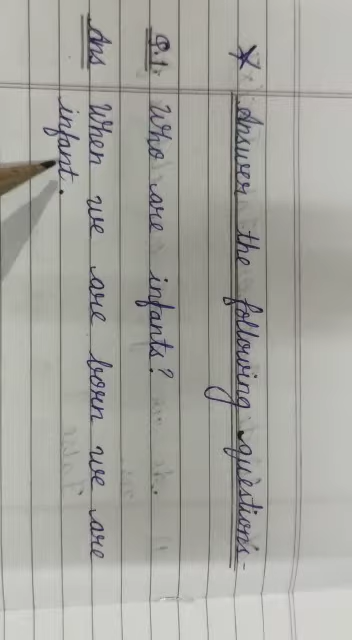 * Answer the following questions-
Q.1 Who are infants?
Ans When we are born we are
infant.